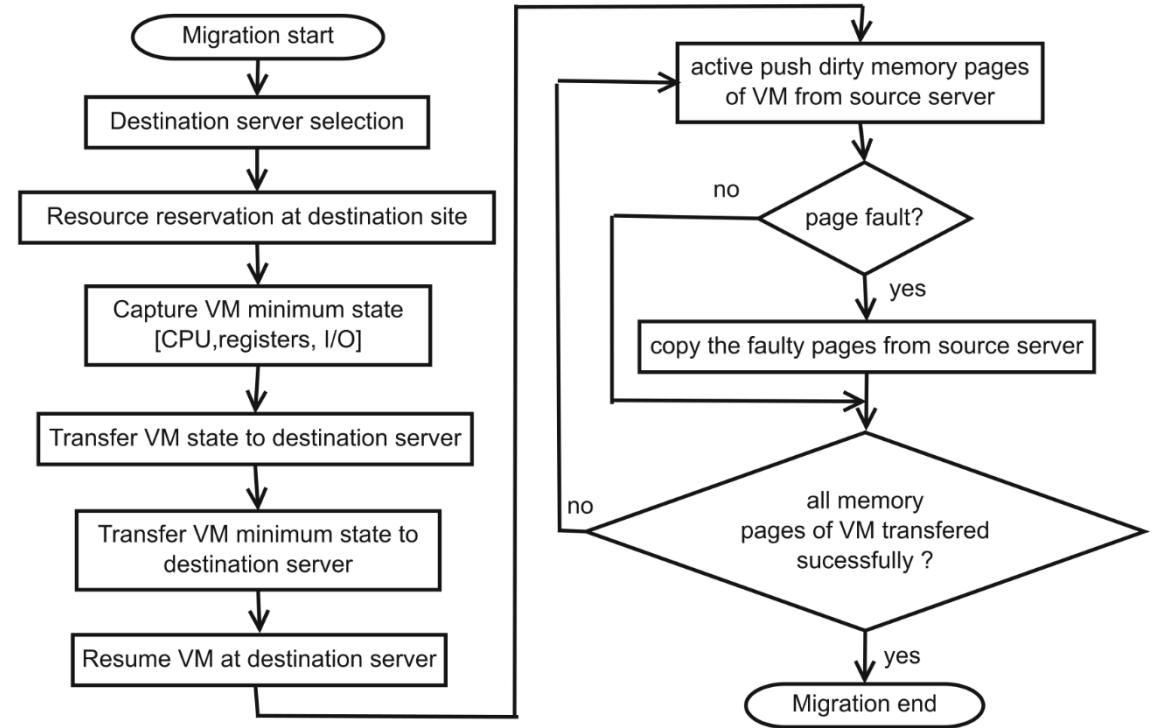 Migration start
Destination server selection
Resource reservation at destination site
Capture VM minimum state
[CPU,registers, I/O]
Transfer VM state to destination server
Transfer VM minimum state to
destination server
Resume VM at destination server
active push dirty memory pages
of VM from source server
no
page fault?
yes
copy the faulty pages from source server
no
all memory
pages of VM transfered
sucessfully ?
yes
Migration end